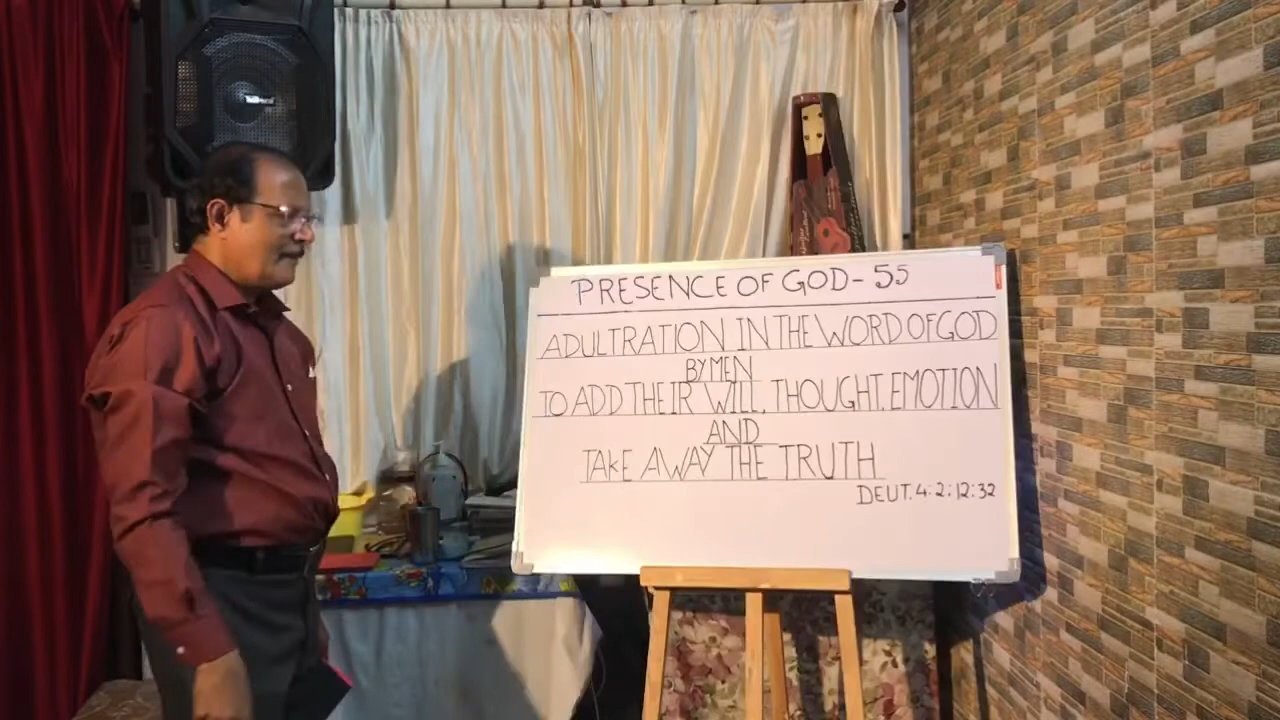 PRESENCE OF GOD - 55
ADULTRATION IN THE WORD OF GOD
BY MEN
TO ADD THEIR WILL, THOUGHT, EMOTION
AND
TAKE AWAY THE TRUTH
DEUT. 4:2:12:32